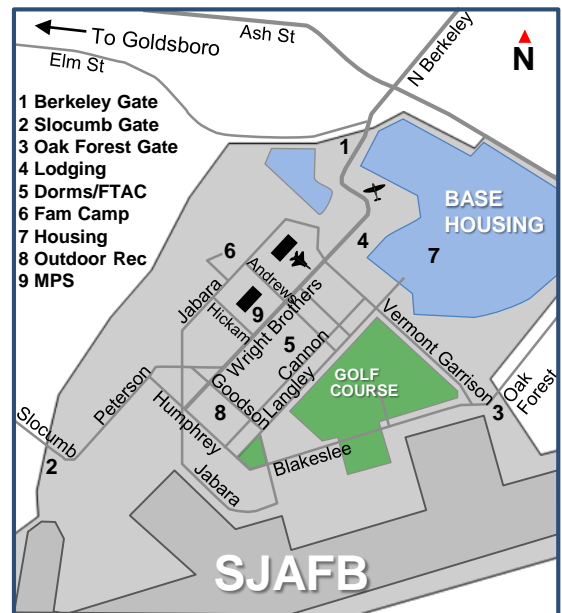 To Goldsboro
Ash St
N Berkeley
N
Elm St
1 Berkeley Gate
2 Slocumb Gate
3 Oak Forest Gate
4 Lodging
5 Dorms/FTAC
6 Fam Camp
7 Housing
8 Outdoor Rec
9 MPS
1
BASE
HOUSING
4
7
6
Andrews
Jabara
Hickam
9
Wright Brothers
5
Cannon
Vermont Garrison
Langley
GOLF
COURSE
Goodson
Peterson
8
Humphrey
Oak
Forest
3
Slocumb
2
Blakeslee
Jabara
SJAFB